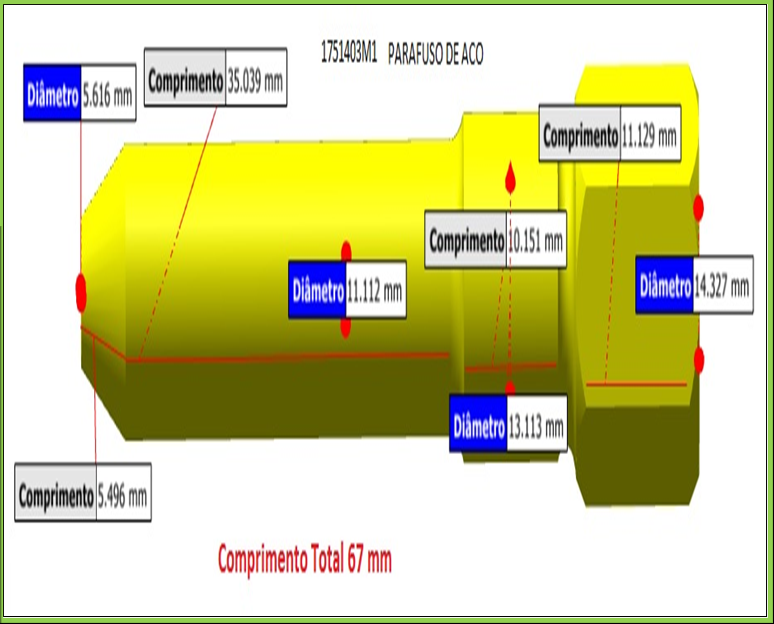 1751403M1 PARAFUSO DE ACO
Diâmetro 5.616 mm
Comprimento 35.039 mm
Comprimento 11.129 mm
Comprimento 10.151 mm
Diâmetro 11.112 mm
Diâmetro 14.327 mm
Diâmetro 13.113 mm
Comprimento 5.496 mm
Comprimento Total 67 mm